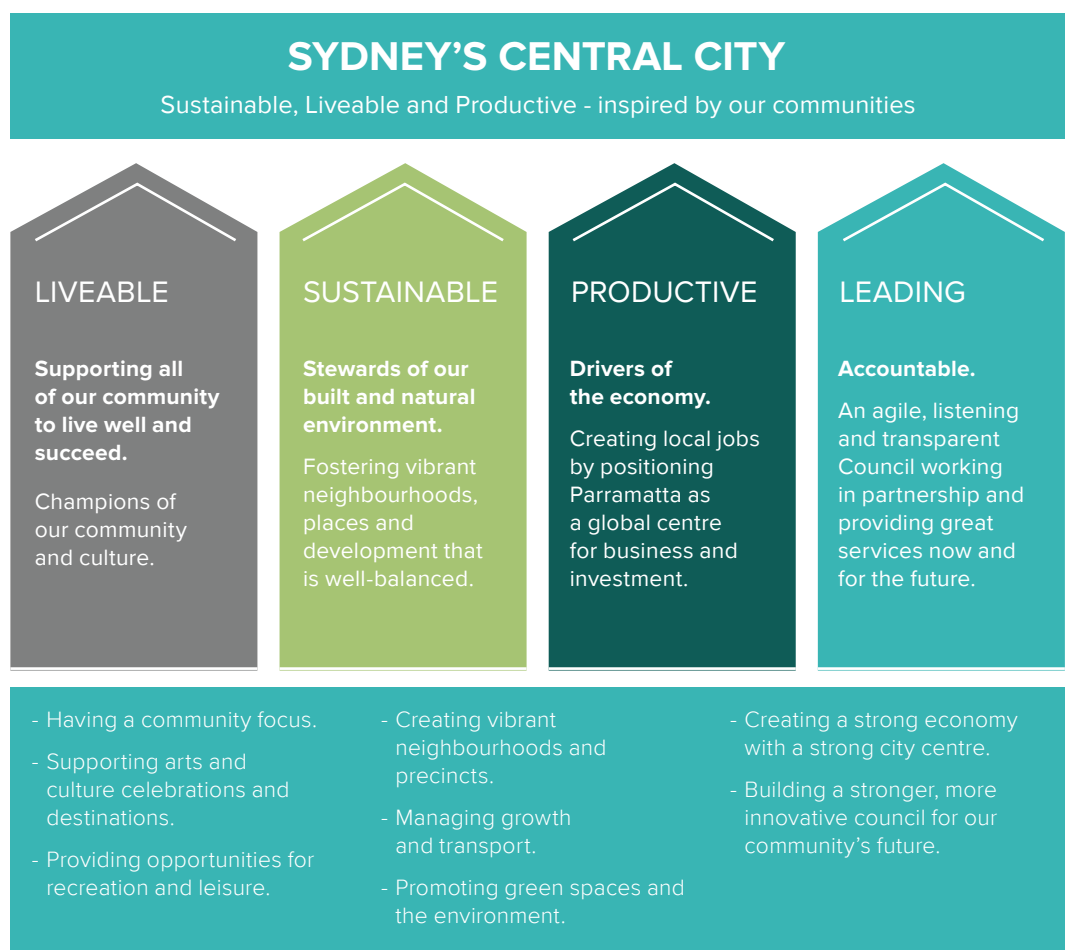 SYDNEY’S CENTRAL CITY
Sustainable, Liveable and Productive - inspired by our communities
LIVEABLE
Supporting all
of our community
to live well and
succeed.
Champions of
our community
and culture.
SUSTAINABLE
Stewards of our
built and natural
environment.
Fostering vibrant
neighbourhoods,
places and
development that
is well-balanced.
PRODUCTIVE
Drivers of
the economy.
Creating local jobs
by positioning
Parramatta as
a global centre
for business and
investment.
LEADING
Accountable.
An agile, listening
and transparent
Council working
in partnership and
providing great
services now and
for the future.
- Having a community focus.
- Supporting arts and
culture celebrations and
destinations.
- Providing opportunities for
recreation and leisure.
- Creating vibrant
neighbourhoods and
precincts.
- Managing growth
and transport.
- Promoting green spaces and
the environment.
- Creating a strong economy
with a strong city centre.
- Building a stronger, more
innovative council for our
community’s future.